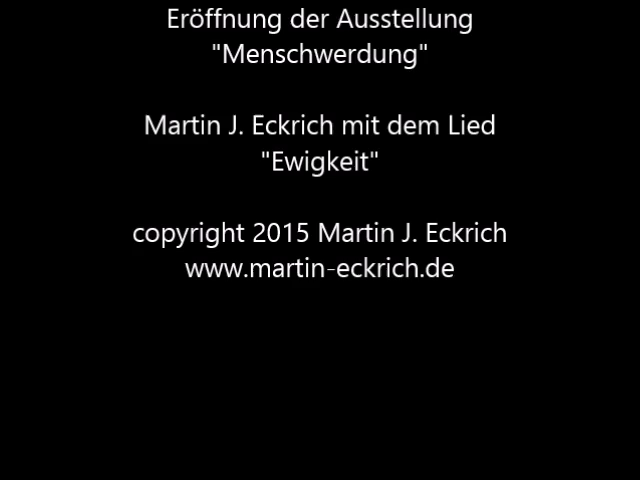 Eröffnung der Ausstellung
"Menschwerdung"
Martin J. Eckrich mit dem Lied
"Ewigkeit"
copyright 2015 Martin J. Eckrich
www.martin-eckrich.de